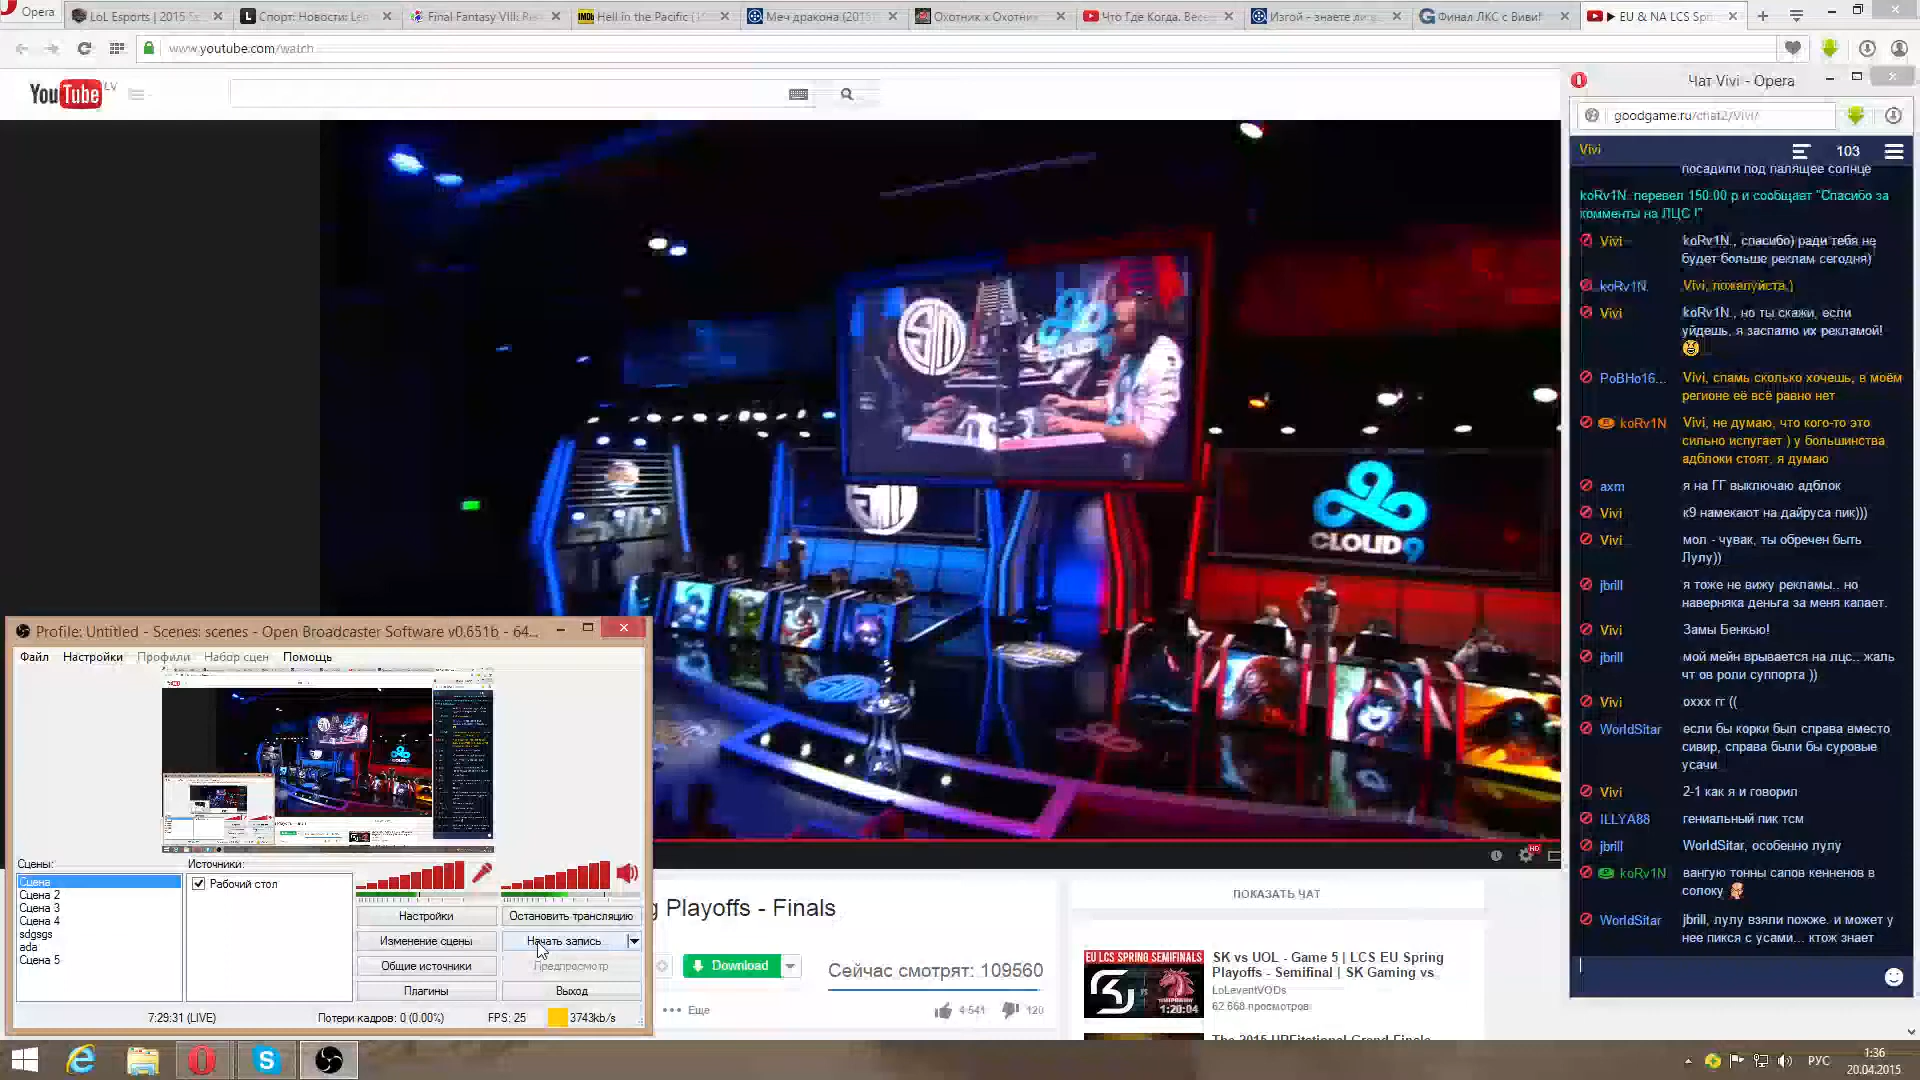 Opera
LoL Esports | 2015 S
Спорт: Новости: Le
Final Fantasy VIII: Re
Hell in the Pacific (1
Меч дракона (2015)
Охотник х Охотни
Что Где Когда. Весе
Изгой - знаете ли
Финал ЛКС с Виви!
▶ EU & NA LCS Spr
www.youtube.com/watch
YouTube LV
Чат Vivi - Opera
goodgame.ru/chat2/Vivi/
Vivi
103
посадили под палящее солнце
koRv1N. перевел 150.00 р и сообщает "Спасибо за
комменты на ЛЦС !"
Vivi koRv1N., спасибо) ради тебя не
будет больше реклам сегодня)
koRv1N. Vivi, пожалуйста )
Vivi koRv1N., но ты скажи, если
уйдешь, я заспалю их рекламой!
PoBHo16... Vivi, спамь сколько хочешь, в моём
регионе её всё равно нет
koRv1N Vivi, не думаю, что кого-то это
сильно испугает ) у большинства
адблоки стоят, я думаю
axm я на ГГ выключаю адблок
Vivi к9 намекают на дайруса пик)))
Vivi мол - чувак, ты обречен быть
Лулу))
jbrill я тоже не вижу рекламы.. но
наверняка деньга за меня капает.
Vivi Замы Бенкью!
jbrill мой мейн врывается на лцс.. жаль
чт ов роли суппорта ))
Vivi оххх гг ((
WorldSitar если бы корки был справа вместо
сивир, справа были бы суровые
усачи.
Vivi 2-1 как я и говорил
ILLYA88 гениальный пик тсм
jbrill WorldSitar, особенно лулу
koRv1N вангую тонны сапов кенненов в
солоку
WorldSitar jbrill, лулу взяли позже. и может у
нее пикся с усами... ктож знает
TSM
CLOUD9
TSM
CLOUD9
Profile: Untitled - Scenes: scenes - Open Broadcaster Software v0.651b - 64...
Файл Настройки Профили Набор сцен Помощь
Сцены:
Источники:
Сцена
Сцена 2
Сцена 3
Сцена 4
sdgsgs
ada
Сцена 5
Рабочий стол
Настройки
Остановить трансляцию
Изменение сцены
Начать запись
Общие источники
Предпросмотр
Плагины
Выход
7:29:31 (LIVE)
Потери кадров: 0 (0.00%)
FPS: 25
3743kb/s
HD
g Playoffs - Finals
Download
Сейчас смотрят: 109560
Еще
4 541
120
ПОКАЗАТЬ ЧАТ
EU LCS SPRING SEMIFINALS
1:20:04
SK vs UOL - Game 5 | LCS EU Spring
Playoffs - Semifinal | SK Gaming vs
LoLeventVODs
62 668 просмотров
РУС
1:36
20.04.2015